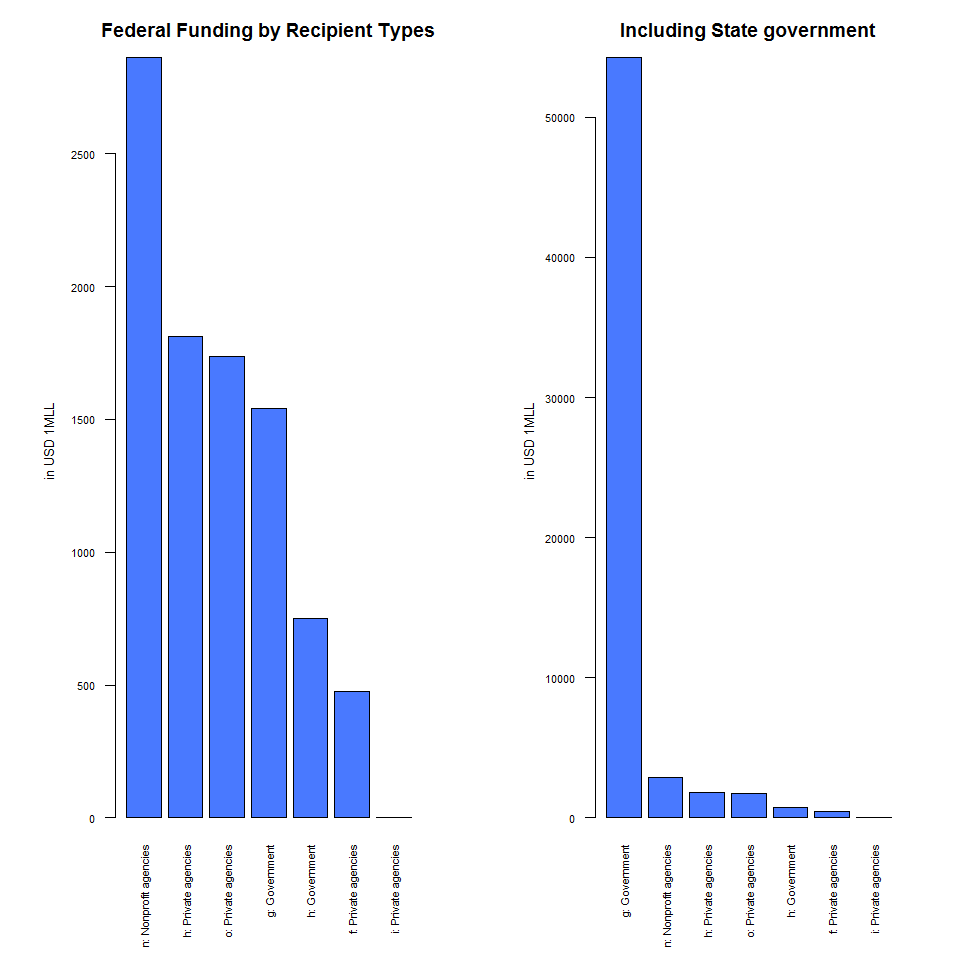 Federal Funding by Recipient Types
in USD 1MLL
2500
2000
1500
1000
500
0
n: Nonprofit agencies
h: Private agencies
o: Private agencies
g: Government
h: Government
f: Private agencies
i: Private agencies
Including State government
in USD 1MLL
50000
40000
30000
20000
10000
0
g: Government
n: Nonprofit agencies
h: Private agencies
o: Private agencies
h: Government
f: Private agencies
i: Private agencies